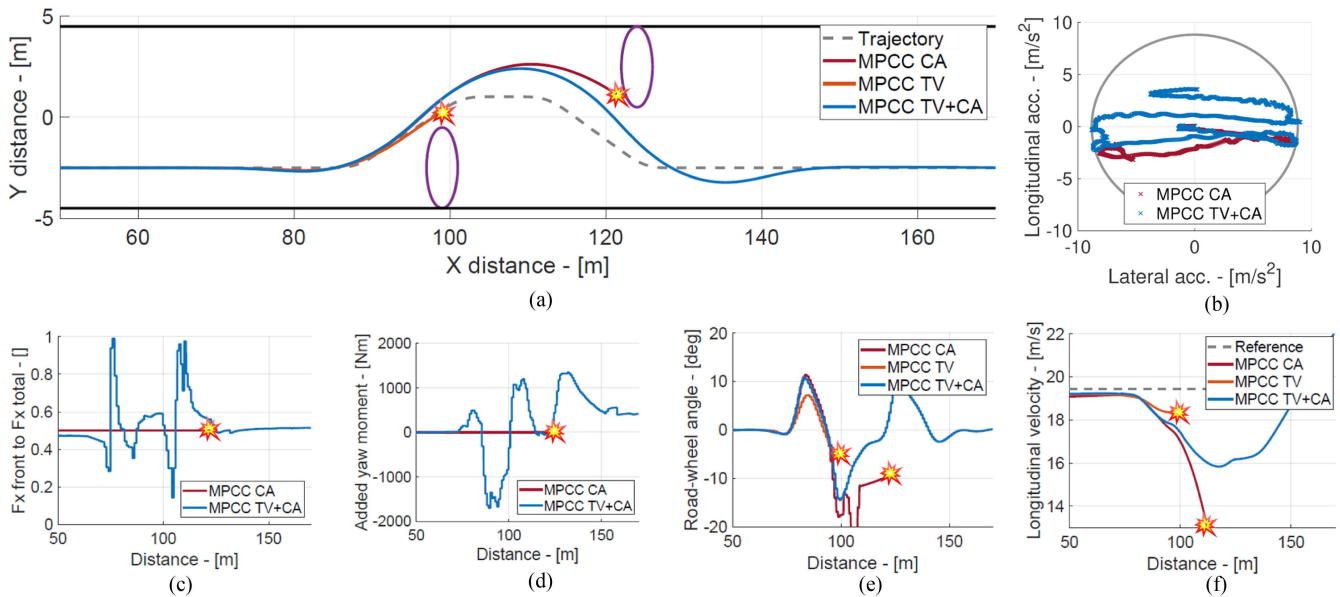 5
0
-5
Y distance - [m]
60
80
100
120
140
160
X distance - [m]
Trajectory
MPCC CA
MPCC TV
MPCC TV+CA
(a)
10
5
0
-5
-10
Longitudinal acc. - [m/s²]
-10
0
10
Lateral acc. - [m/s²]
MPCC CA
MPCC TV+CA
(b)
1
0.8
0.6
0.4
0.2
0
Fx front to Fx total - []
50
100
150
Distance - [m]
MPCC CA
MPCC TV+CA
(c)
2000
1000
0
-1000
-2000
Added yaw moment - [Nm]
50
100
150
Distance - [m]
MPCC CA
MPCC TV+CA
(d)
20
10
0
-10
-20
Road-wheel angle - [deg]
50
100
150
Distance - [m]
MPCC CA
MPCC TV
MPCC TV+CA
(e)
22
20
18
16
14
Longitudinal velocity - [m/s]
50
100
150
Distance - [m]
Reference
MPCC CA
MPCC TV
MPCC TV+CA
(f)